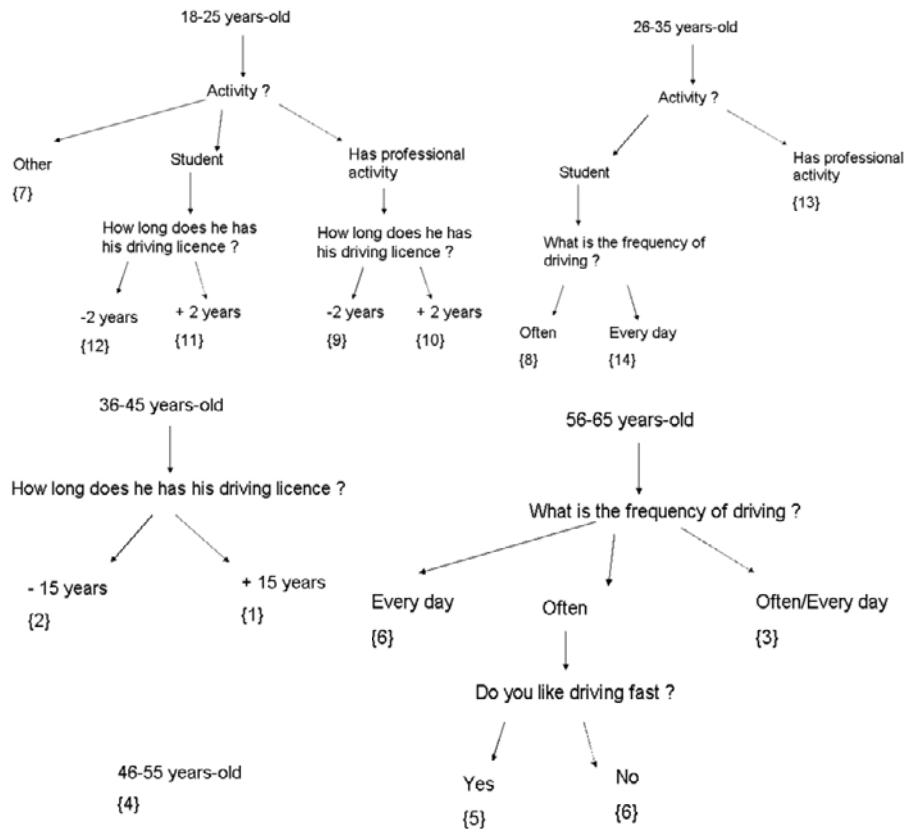 18-25 years-old
Activity ?
Other
{7}
Student
Has professional
activity
How long does he has
his driving licence ?
How long does he has
his driving licence ?
-2 years
{12}
+ 2 years
{11}
-2 years
{9}
+ 2 years
{10}
26-35 years-old
Activity ?
Student
Has professional
activity
{13}
What is the frequency of
driving ?
Often
{8}
Every day
{14}
36-45 years-old
How long does he has his driving licence ?
- 15 years
{2}
+ 15 years
{1}
56-65 years-old
What is the frequency of driving ?
Every day
{6}
Often
Often/Every day
{3}
Do you like driving fast ?
Yes
{5}
No
{6}
46-55 years-old
{4}